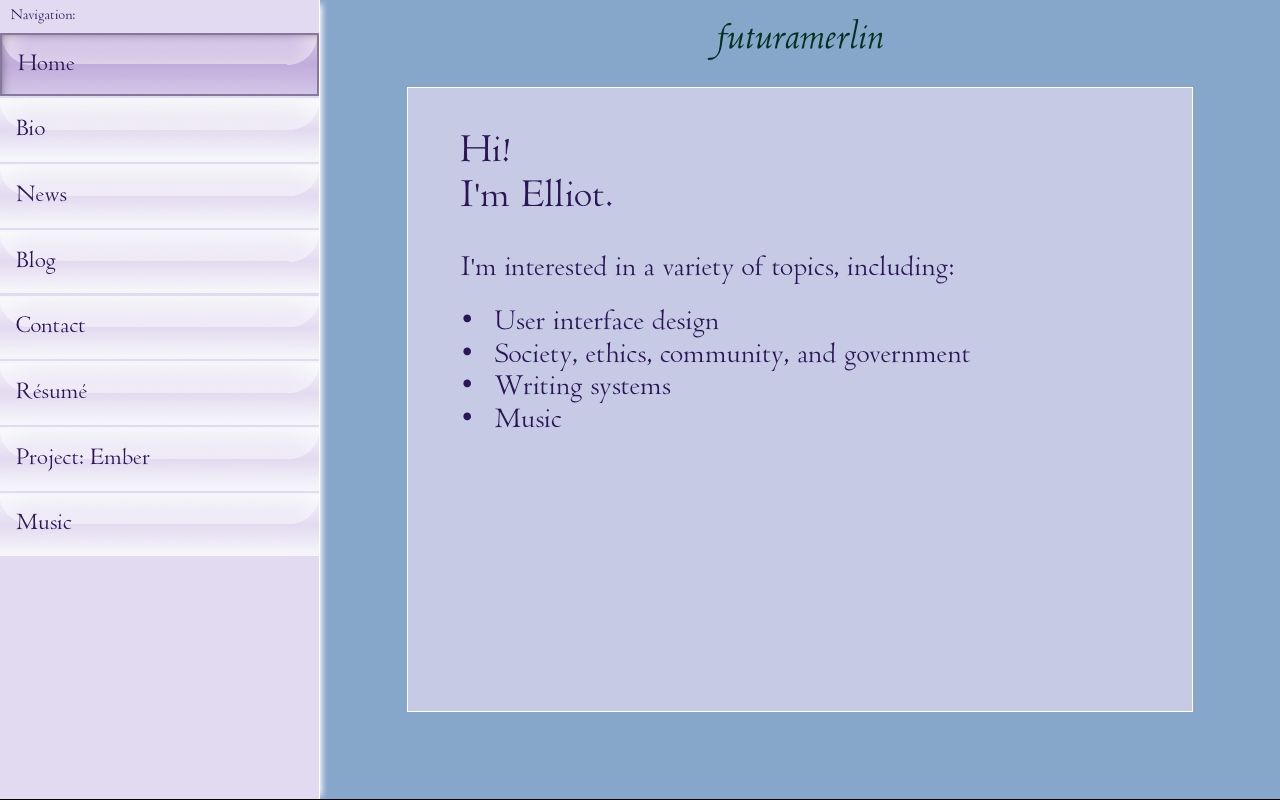 Navigation:
Home
Bio
News
Blog
Contact
Résumé
Project: Ember
Music
futuramerlin
Hi!
I'm Elliot.
I'm interested in a variety of topics, including:
• User interface design
• Society, ethics, community, and government
• Writing systems
• Music